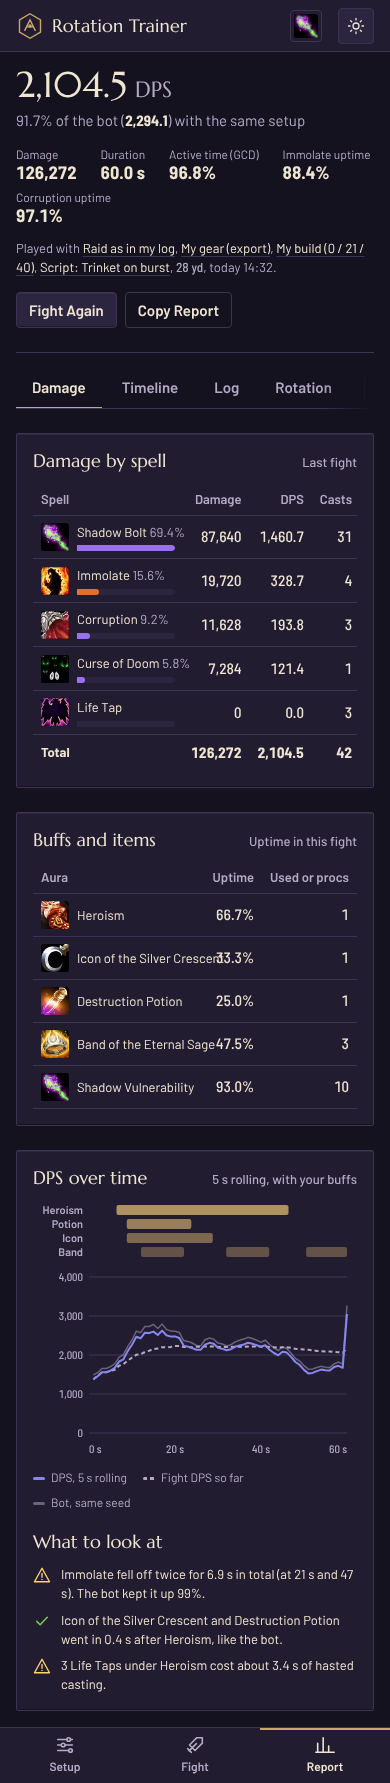 Rotation Trainer
2,104.5 DPS
91.7% of the bot (2,294.1) with the same setup
Damage Duration Active time (GCD) Immolate uptime
126,272 60.0 s 96.8% 88.4%
Corruption uptime
97.1%
Played with Raid as in my log, My gear (export), My build (0 / 21 /
40), Script: Trinket on burst, 28 yd, today 14:32.
Fight Again Copy Report
Damage Timeline Log Rotation
Damage by spell Last fight
Spell Damage DPS Casts
Shadow Bolt 69.4% 87,640 1,460.7 31
Immolate 15.6% 19,720 328.7 4
Corruption 9.2% 11,628 193.8 3
Curse of Doom 5.8% 7,284 121.4 1
Life Tap 0 0.0 3
Total 126,272 2,104.5 42
Buffs and items Uptime in this fight
Aura Uptime Used or procs
Heroism 66.7% 1
Icon of the Silver Crescent 33.3% 1
Destruction Potion 25.0% 1
Band of the Eternal Sage 47.5% 3
Shadow Vulnerability 93.0% 10
DPS over time 5 s rolling, with your buffs
Heroism
Potion
Icon
Band
4,000
3,000
2,000
1,000
0
0 s 20 s 40 s 60 s
DPS, 5 s rolling Fight DPS so far
Bot, same seed
What to look at
Immolate fell off twice for 6.9 s in total (at 21 s and 47
s). The bot kept it up 99%.
Icon of the Silver Crescent and Destruction Potion
went in 0.4 s after Heroism, like the bot.
3 Life Taps under Heroism cost about 3.4 s of hasted
casting.
Setup Fight Report